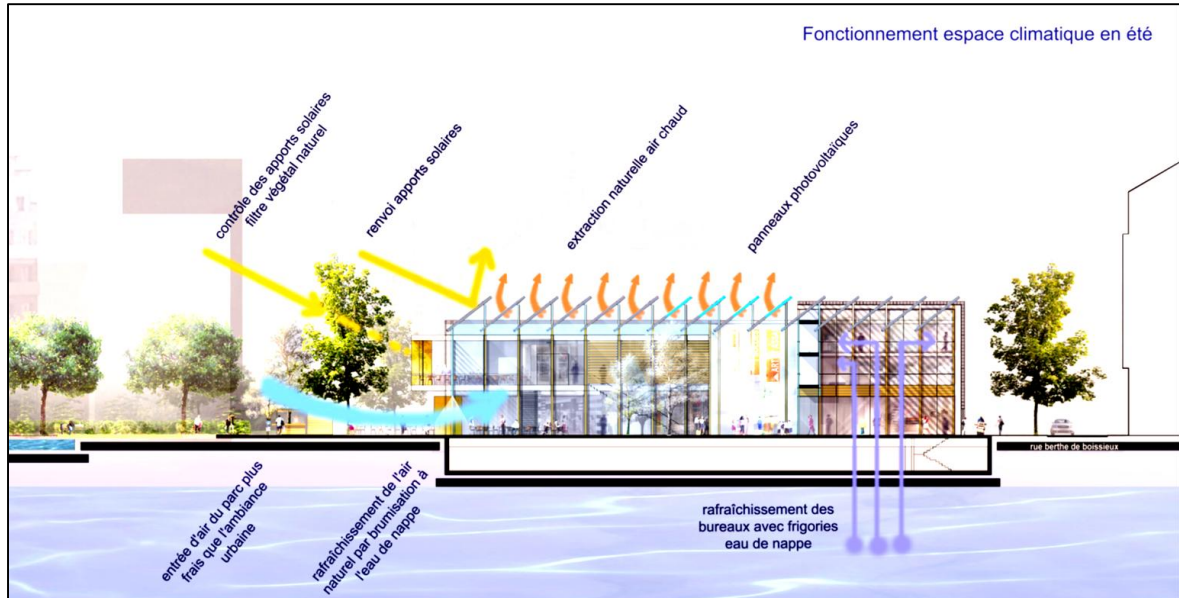 Fonctionnement espace climatique en été
contrôle des apports solaires
filtre végétal naturel
renvoi apports solaires
extraction naturelle air chaud
panneaux photovoltaïques
rue berthe de boissieux
entrée d'air du parc plus
frais que l'ambiance
urbaine
rafraîchissement de l'air
naturel par brumisation à
l'eau de nappe
rafraîchissement des
bureaux avec frigories
eau de nappe